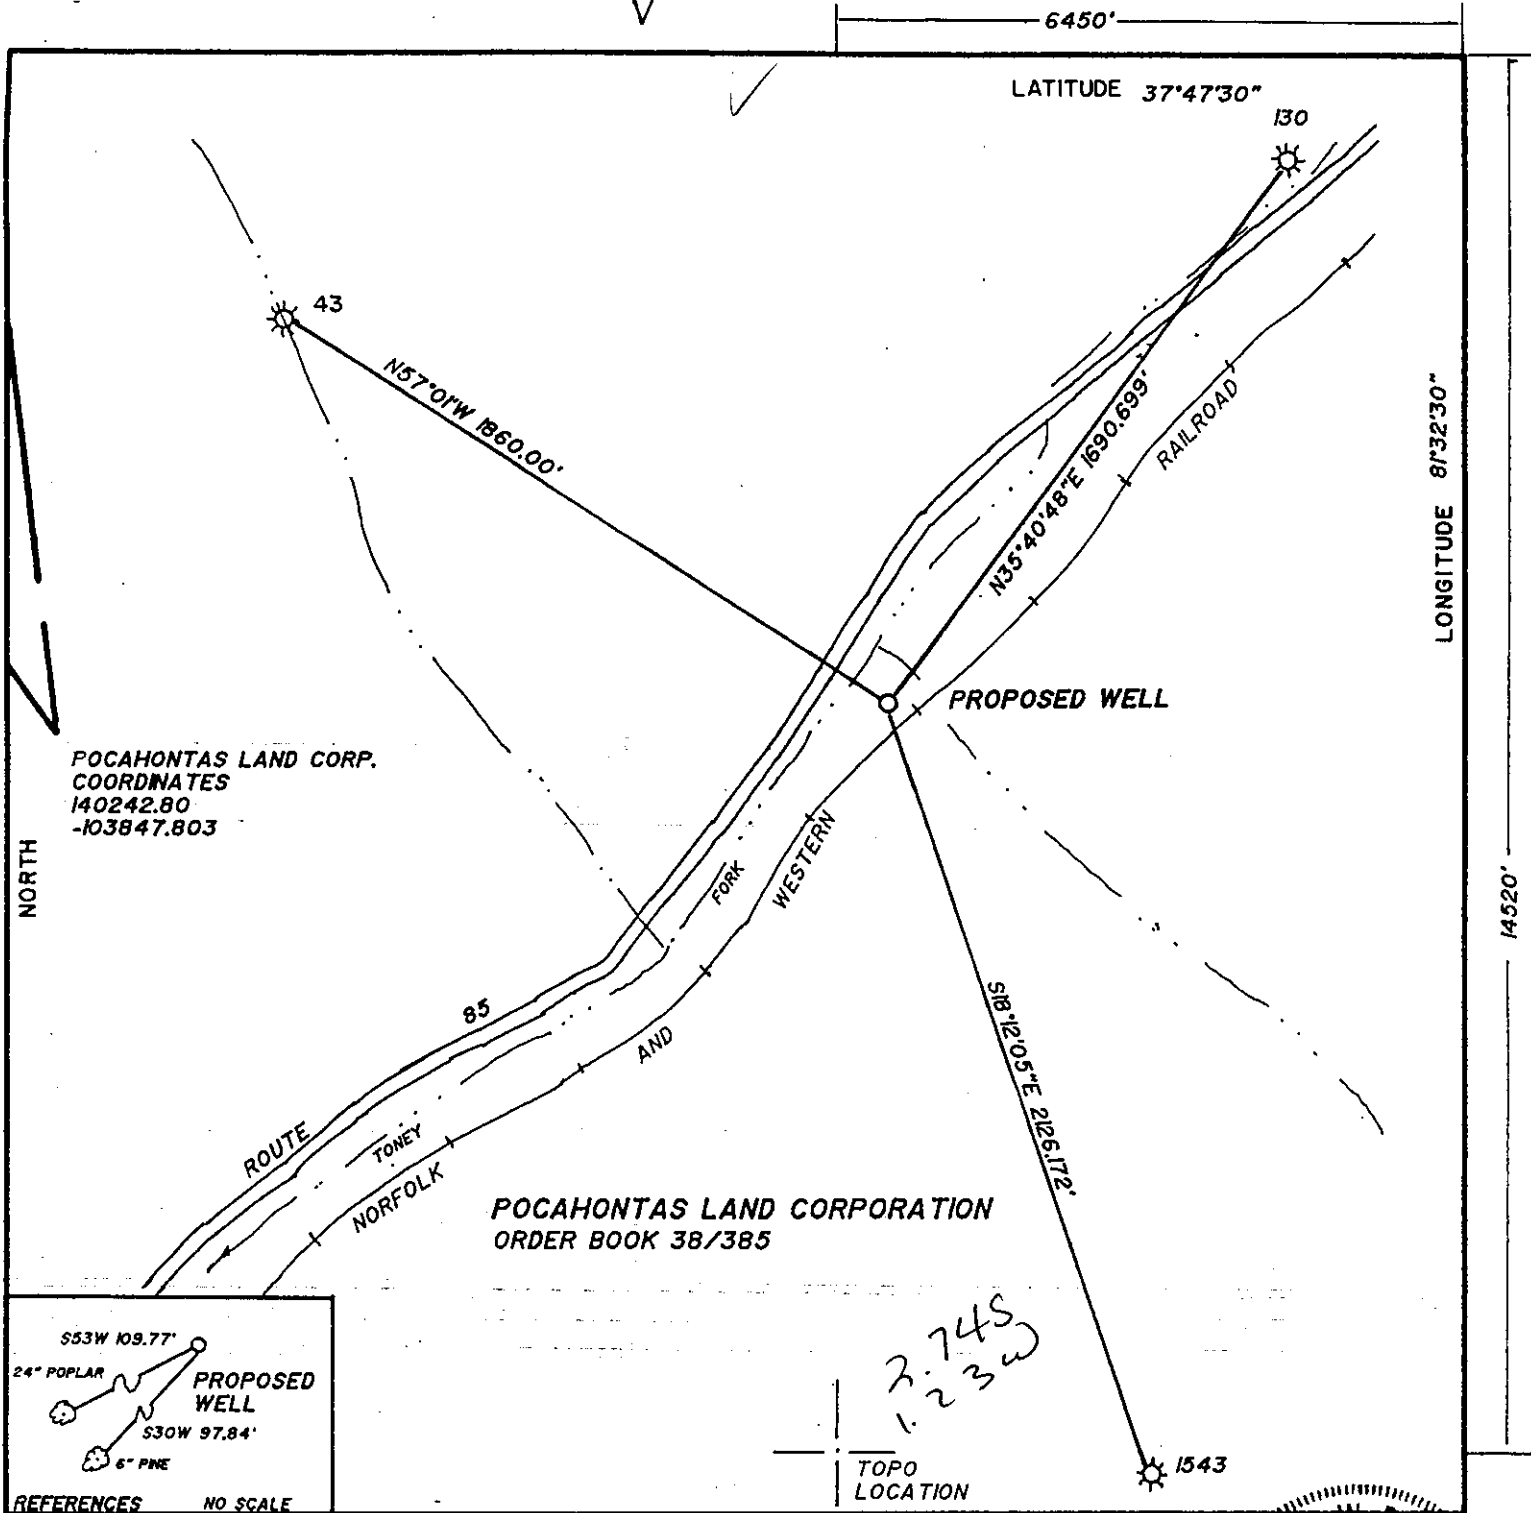 6450'
LATITUDE 37°47'30"
130
43
N57°01'W 1860.00'
N35°40'48"E 1690.699'
RAILROAD
LONGITUDE 81°32'30"
PROPOSED WELL
POCAHONTAS LAND CORP.
COORDINATES
140242.80
-103847.803
NORTH
FORK
WESTERN
14520'
85
AND
S18°12'05"E 2126.172'
ROUTE
TONEY
NORFOLK
POCAHONTAS LAND CORPORATION
ORDER BOOK 38/385
2.74S
1.23W
S53W 109.77'
24" POPLAR
PROPOSED
WELL
S30W 97.84'
6" PINE
REFERENCES NO SCALE
TOPO
LOCATION
1543